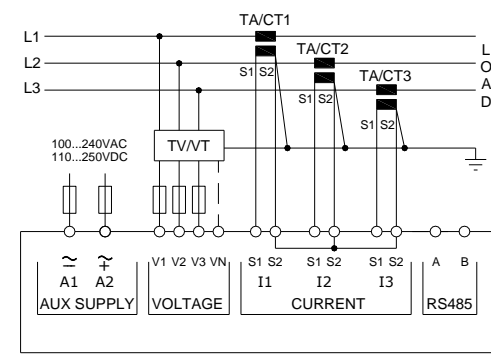 TA/CT1
L1
TA/CT2
L2
S1 S2
TA/CT3
L3
S1 S2
LOAD
S1 S2
100...240VAC
110...250VDC
TV/VT
V1 V2 V3 VN
S1 S2
S1 S2
S1 S2
A B
A1 A2
I1 I2 I3
AUX SUPPLY
VOLTAGE
CURRENT
RS485